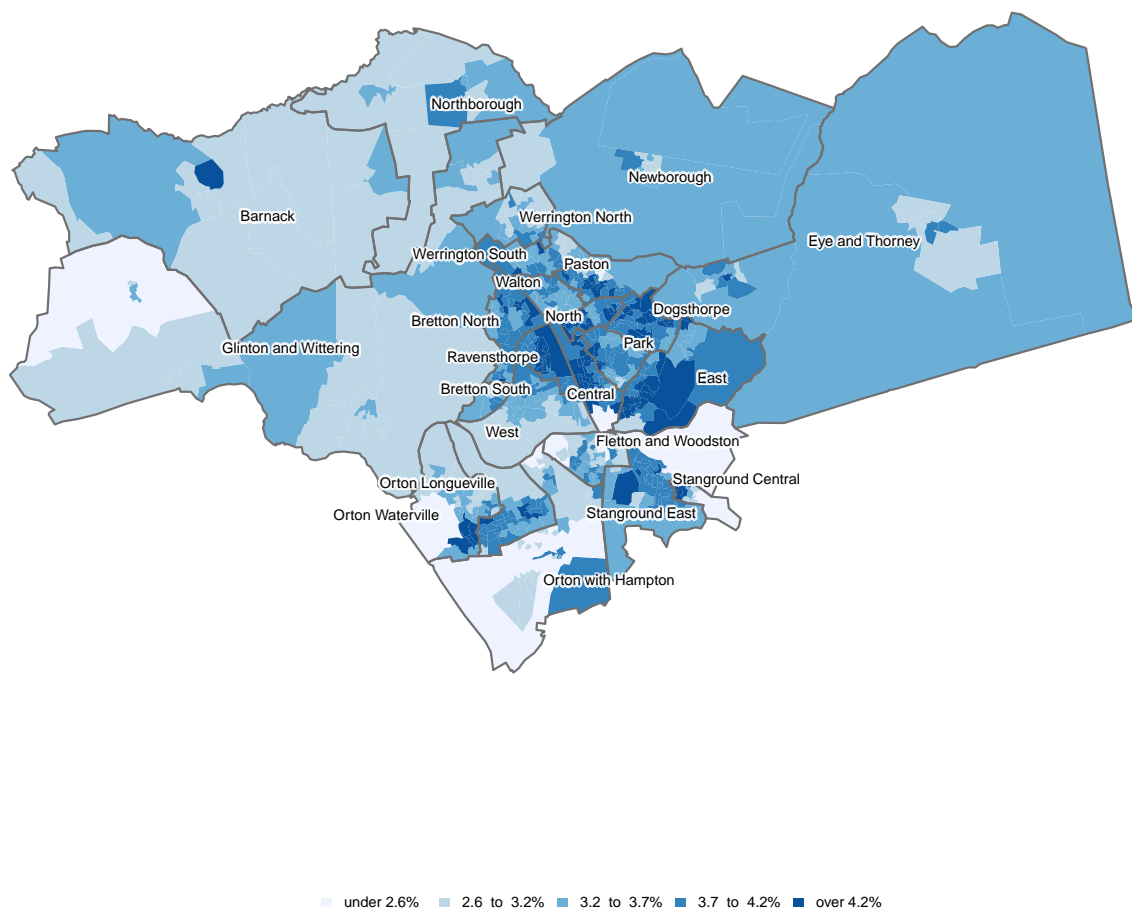 Northborough
Newborough
Barnack
Werrington North
Eye and Thorney
Werrington South
Paston
Walton
Dogsthorpe
North
Bretton North
Park
Glinton and Wittering
Ravensthorpe
East
Bretton South
Central
West
Fletton and Woodston
Stanground Central
Orton Longueville
Orton Waterville
Stanground East
Orton with Hampton
under 2.6% 2.6 to 3.2% 3.2 to 3.7% 3.7 to 4.2% over 4.2%